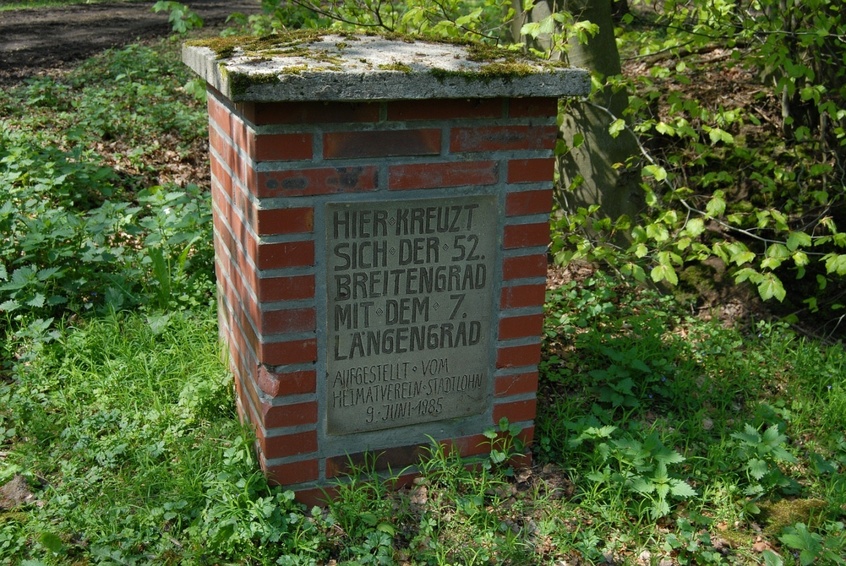 HIER·KREUZT
SICH·DER·52.
BREITENGRAD
MIT·DEM·7.
LÄNGENGRAD
AUFGESTELLT·VOM
HEIMATVEREIN·STADTLOHN
9·JUNI·1985